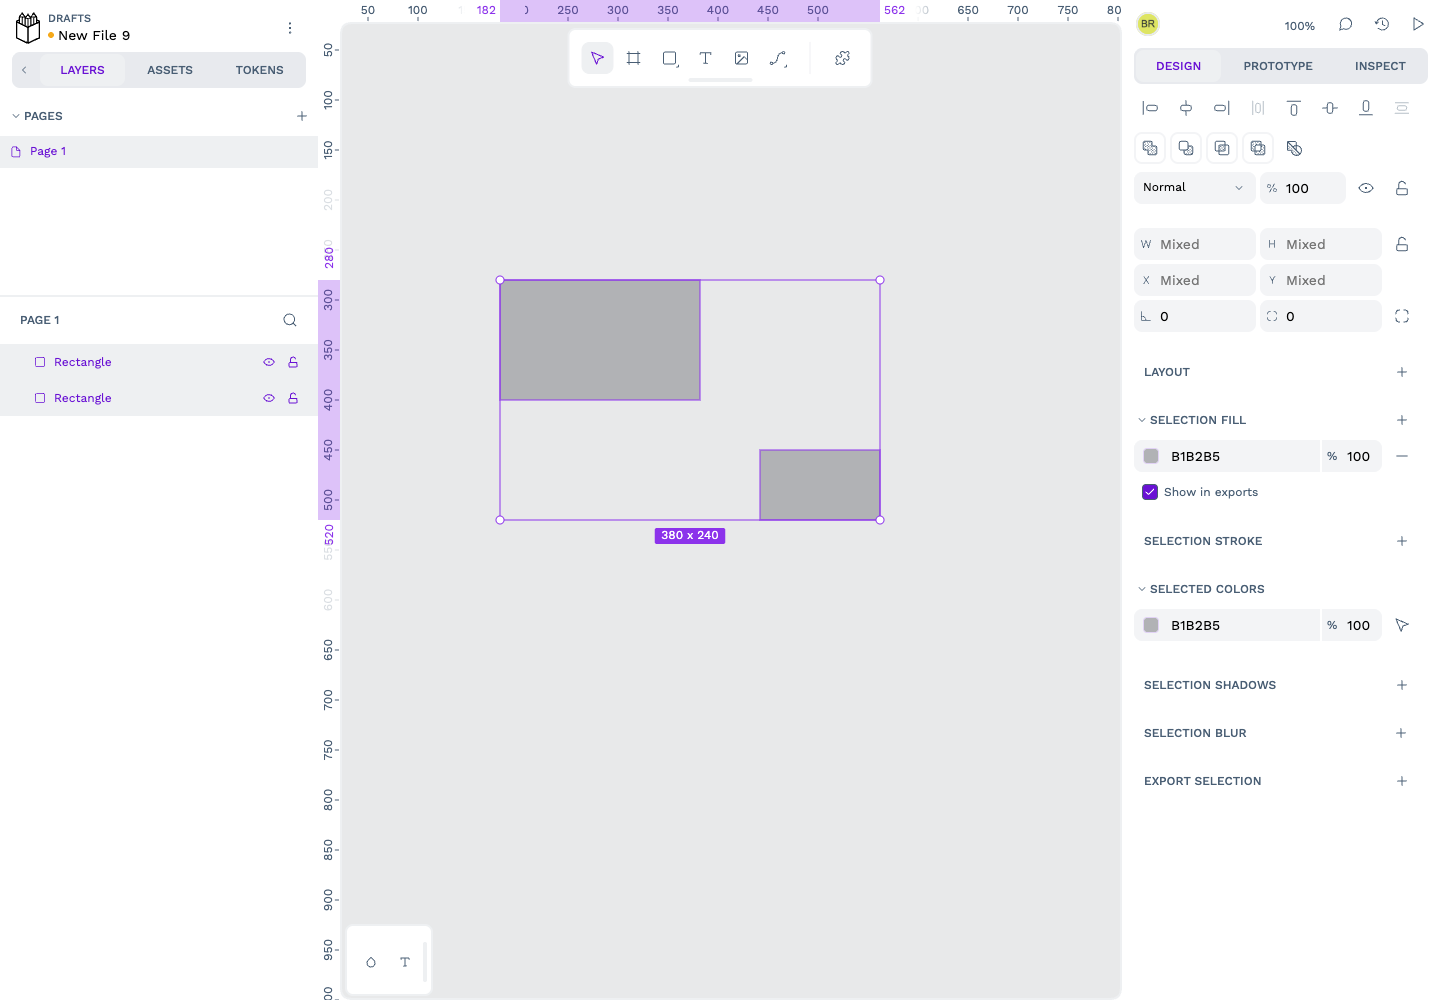 DRAFTS
New File 9
LAYERS ASSETS TOKENS
PAGES
Page 1
PAGE 1
Rectangle
Rectangle
50 100 182 250 300 350 400 450 500 562 650 700 750 80
50
100
150
200
280
300
350
400
450
500
520
600
650
700
750
800
850
900
950
380 x 240
BR
100%
DESIGN PROTOTYPE INSPECT
Normal % 100
W Mixed H Mixed
X Mixed Y Mixed
0 0
LAYOUT
SELECTION FILL
B1B2B5 % 100
Show in exports
SELECTION STROKE
SELECTED COLORS
B1B2B5 % 100
SELECTION SHADOWS
SELECTION BLUR
EXPORT SELECTION